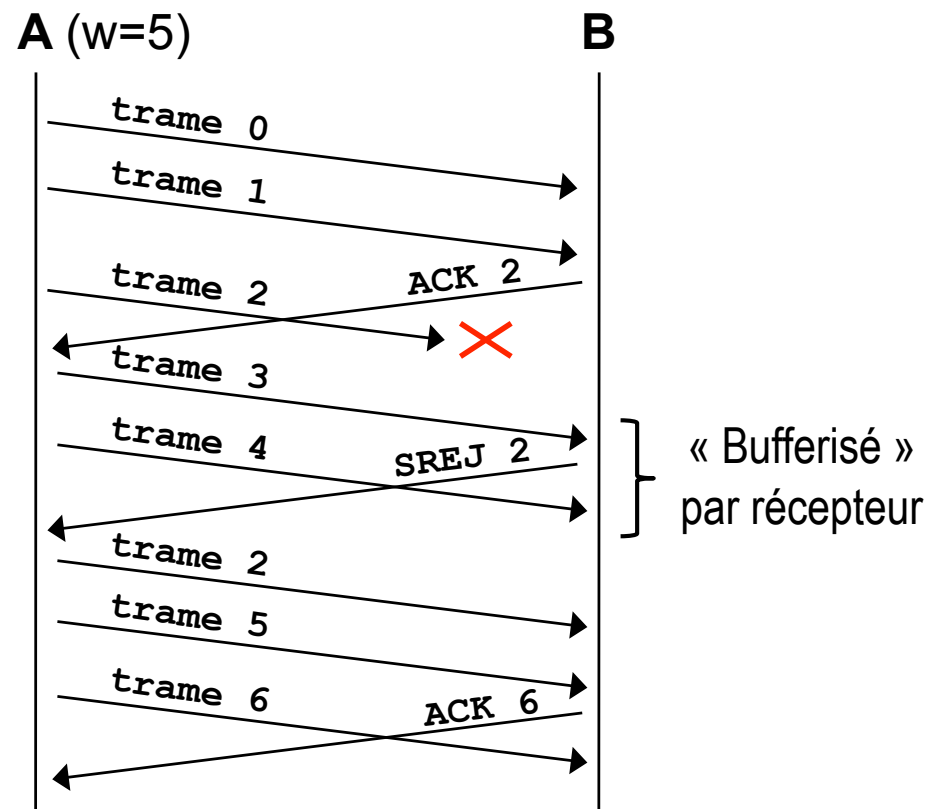 A (w=5)
B
trame 0
trame 1
trame 2
ACK 2
trame 3
trame 4
SREJ 2
« Bufferisé »
par récepteur
trame 2
trame 5
trame 6
ACK 6